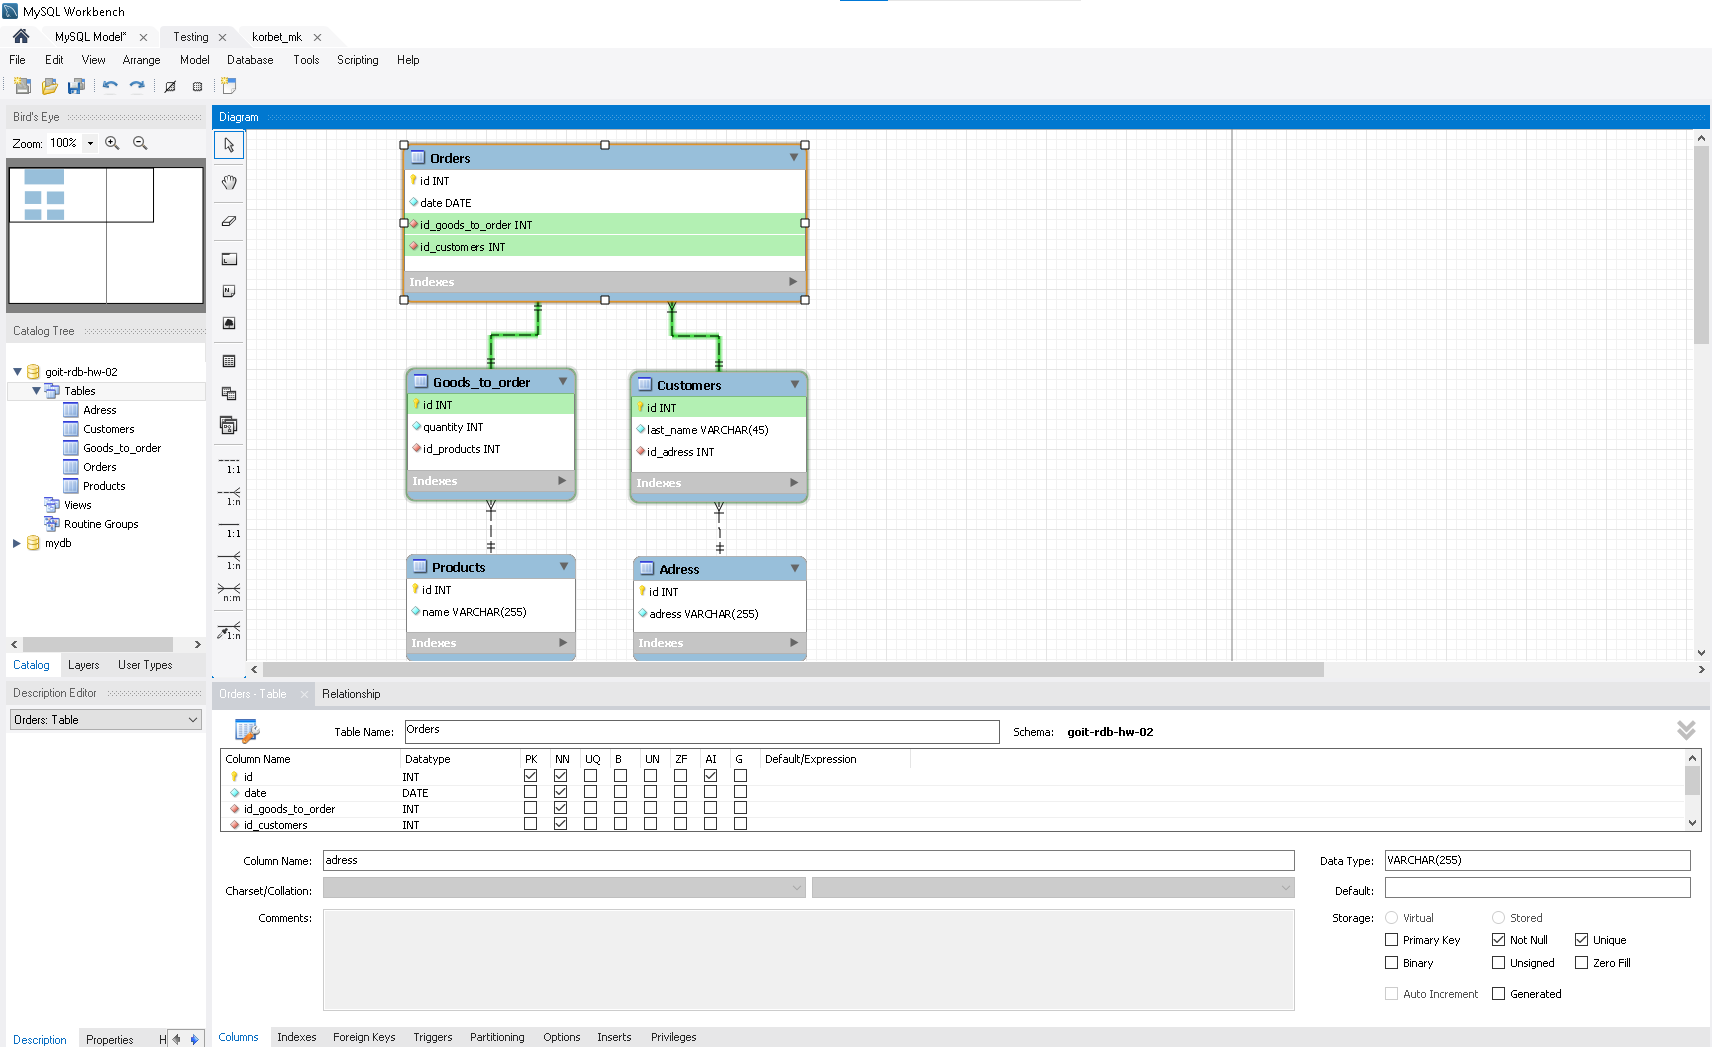 MySQL Workbench
MySQL Model* × Testing × korbet_mk ×
File Edit View Arrange Model Database Tools Scripting Help
Bird's Eye
Zoom: 100%
Catalog Tree
goit-rdb-hw-02
Tables
Adress
Customers
Goods_to_order
Orders
Products
Views
Routine Groups
mydb
Catalog Layers User Types
Description Editor
Orders: Table
Description Properties H
Diagram
1:1
1:n
1:1
1:n
n:m
1:n
Orders
id INT
date DATE
id_goods_to_order INT
id_customers INT
Indexes
Goods_to_order
id INT
quantity INT
id_products INT
Indexes
Customers
id INT
last_name VARCHAR(45)
id_adress INT
Indexes
Products
id INT
name VARCHAR(255)
Indexes
Adress
id INT
adress VARCHAR(255)
Indexes
Orders - Table × Relationship
Table Name: Orders Schema: goit-rdb-hw-02
Column Name Datatype PK NN UQ B UN ZF AI G Default/Expression
id INT
date DATE
id_goods_to_order INT
id_customers INT
Column Name: adress Data Type: VARCHAR(255)
Charset/Collation: Default:
Comments: Storage: Virtual Stored
Primary Key Not Null Unique
Binary Unsigned Zero Fill
Auto Increment Generated
Columns Indexes Foreign Keys Triggers Partitioning Options Inserts Privileges